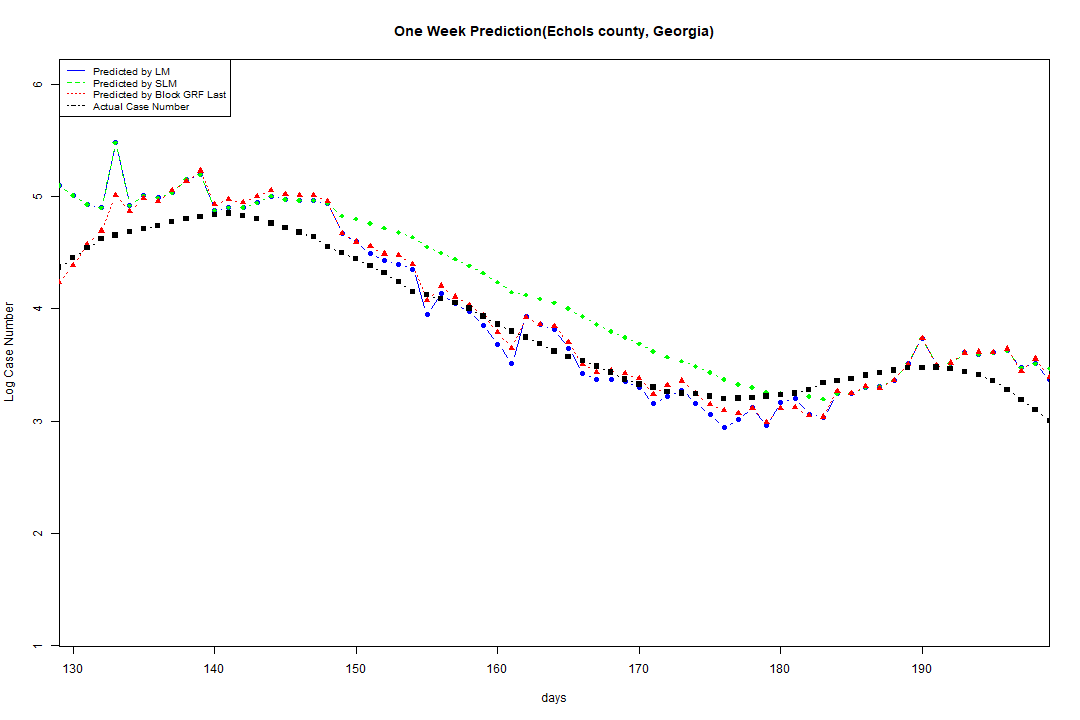 One Week Prediction(Echols county, Georgia)
Predicted by LM
Predicted by SLM
Predicted by Block GRF Last
Actual Case Number
Log Case Number
6
5
4
3
2
1
130 140 150 160 170 180 190
days